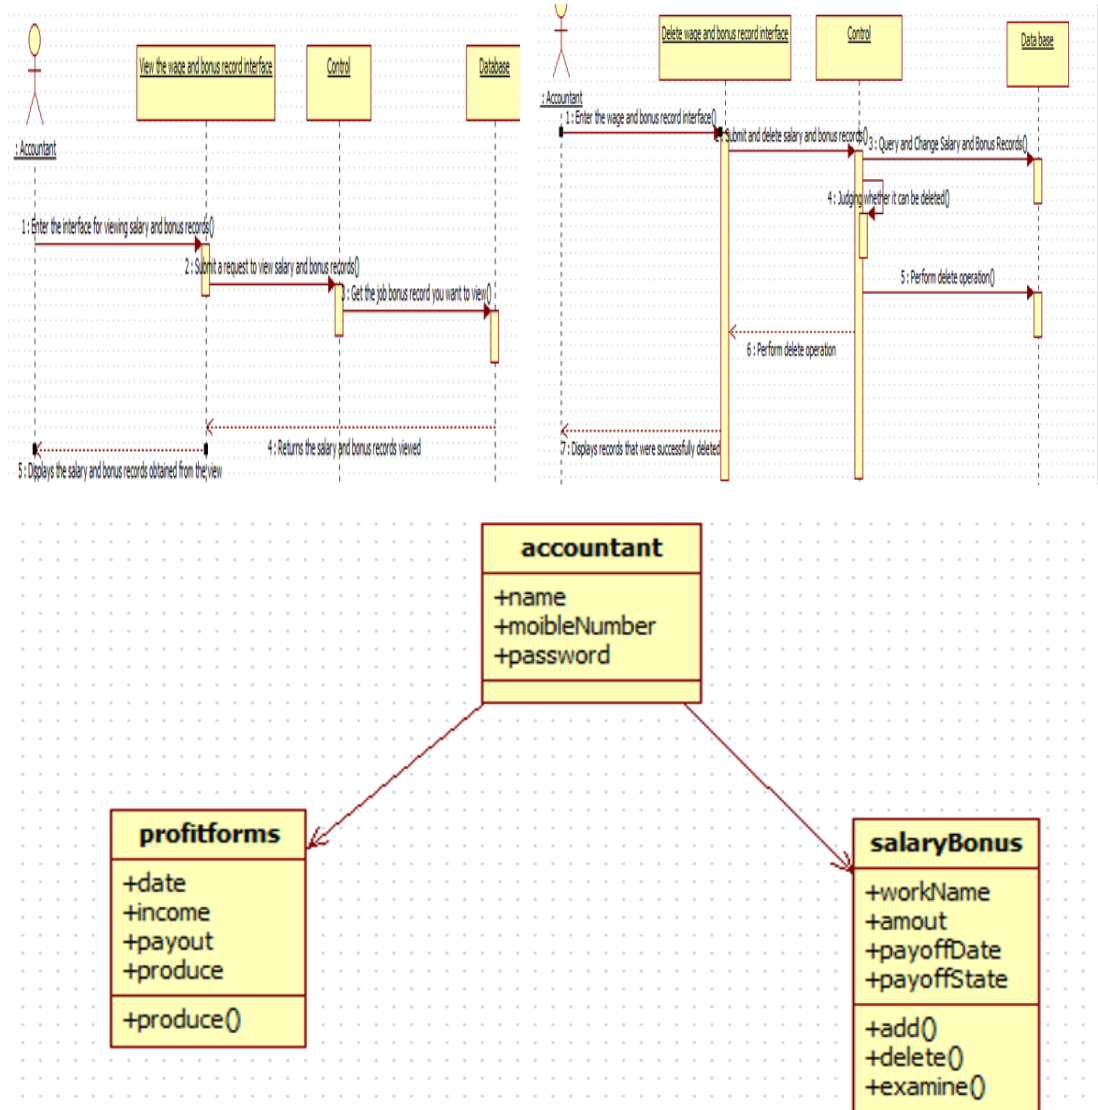 View the wage and bonus record interface
Control
Database
: Accountant
1 : Enter the interface for viewing salary and bonus records()
2 : Submit a request to view salary and bonus records()
3 : Get the job bonus record you want to view()
4 : Returns the salary and bonus records viewed
5 : Displays the salary and bonus records obtained from the view
Delete wage and bonus record interface
Control
Data base
: Accountant
1 : Enter the wage and bonus record interface()
2 : Submit and delete salary and bonus records()
3 : Query and Change Salary and Bonus Records()
4 : Judging whether it can be deleted()
5 : Perform delete operation()
6 : Perform delete operation
7 : Displays records that were successfully deleted
accountant
+name
+moibleNumber
+password
profitforms
+date
+income
+payout
+produce
+produce()
salaryBonus
+workName
+amout
+payoffDate
+payoffState
+add()
+delete()
+examine()